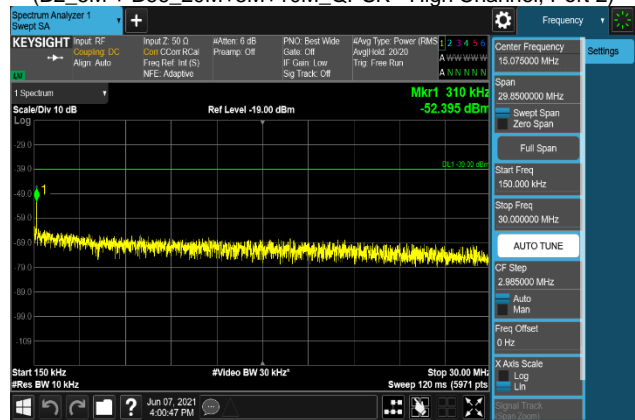 Spectrum Analyzer 1
Swept SA
Frequency
KEYSIGHT
Input: RF
Coupling: DC
Align: Auto
Input Z: 50 Ω
Corr CCorr RCal
Freq Ref: Int (S)
NFE: Adaptive
#Atten: 6 dB
Preamp: Off
PNO: Best Wide
Gate: Off
IF Gain: Low
Sig Track: Off
#Avg Type: Power (RMS
Avg|Hold: 20/20
Trig: Free Run
1 2 3 4 5 6
A W W W W W
A N N N N N
LW
1 Spectrum
Scale/Div 10 dB
Log
Ref Level -19.00 dBm
Mkr1 310 kHz
-52.395 dBm
DL1 -39.00 dBm
1
-29.0
-39.0
-49.0
-59.0
-69.0
-79.0
-89.0
-99.0
-109
Start 150 kHz
#Res BW 10 kHz
#Video BW 30 kHz*
Stop 30.00 MHz
Sweep 120 ms (5971 pts
Center Frequency
15.075000 MHz
Settings
Span
29.8500000 MHz
Swept Span
Zero Span
Full Span
Start Freq
150.000 kHz
Stop Freq
30.000000 MHz
AUTO TUNE
CF Step
2.985000 MHz
Auto
Man
Freq Offset
0 Hz
X Axis Scale
Log
Lin
Signal Track
(Span Zoom)
Jun 07, 2021
4:00:47 PM